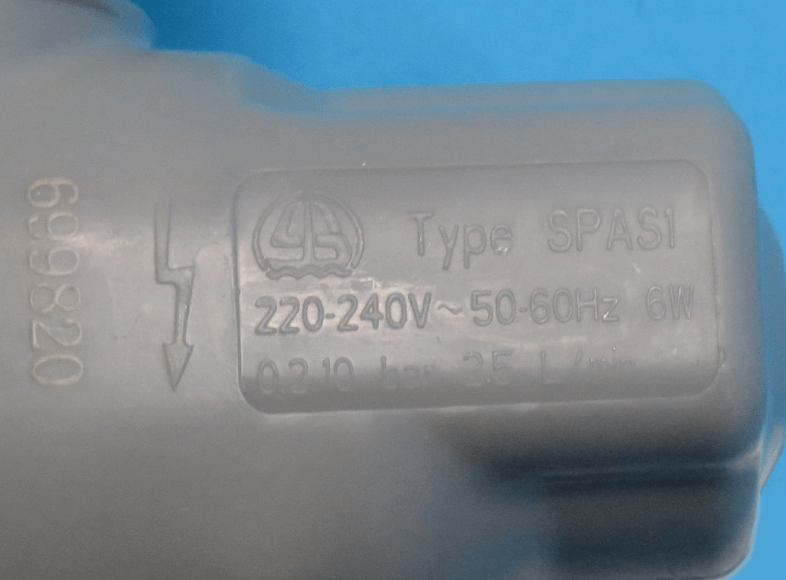 699820
Type SPAS1
220-240V~50-60Hz 6W
0.2-10 bar 2.5 L/min